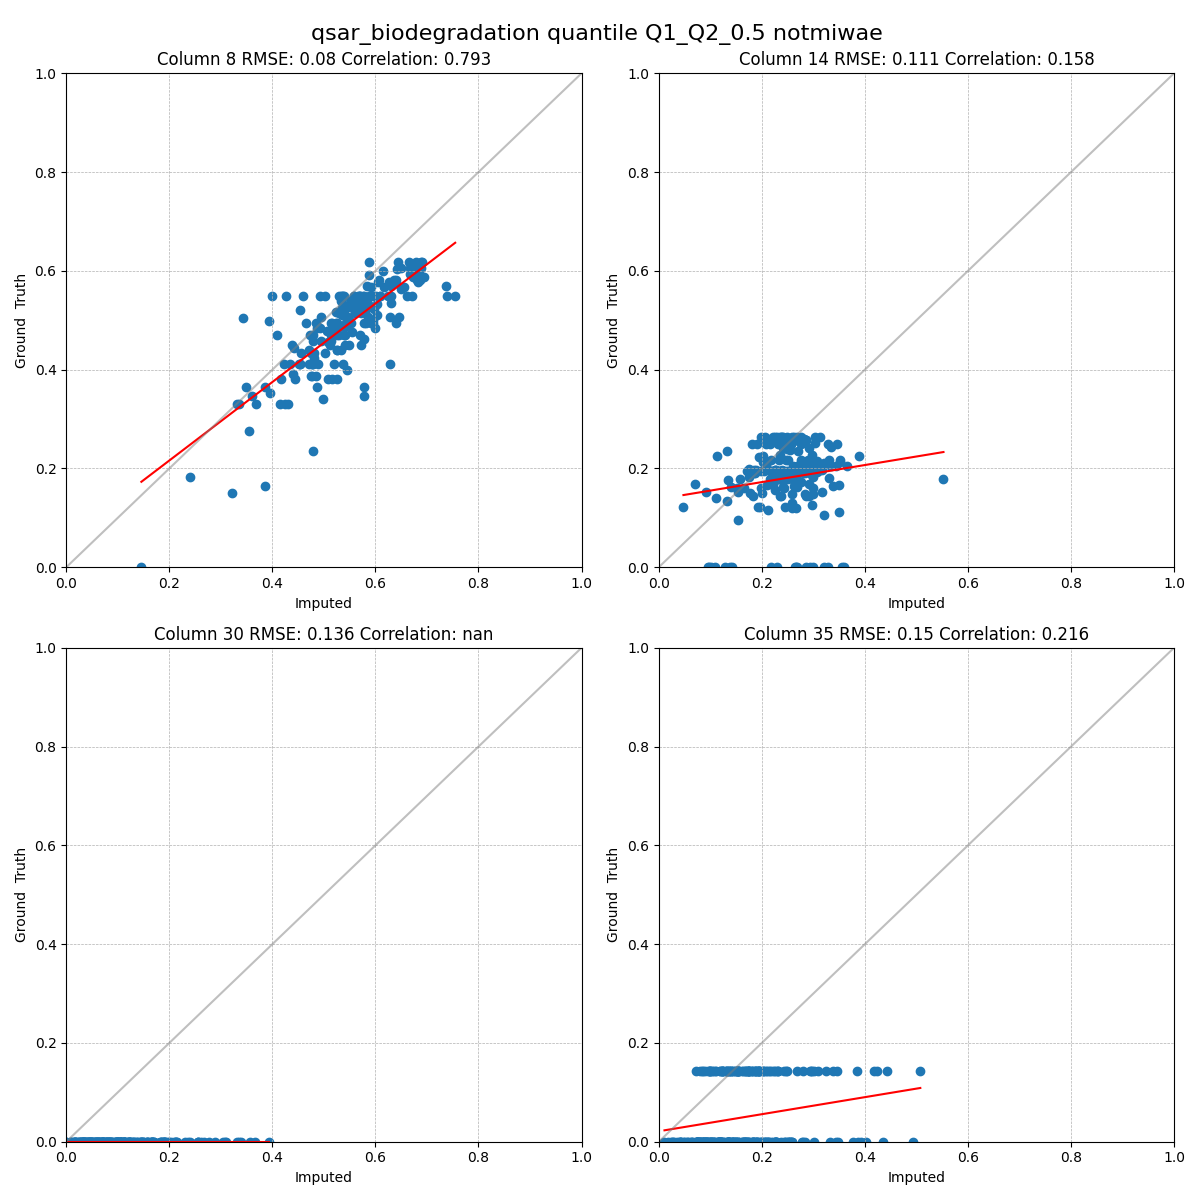 qsar_biodegradation quantile Q1_Q2_0.5 notmiwae
Column 8 RMSE: 0.08 Correlation: 0.793
1.0
0.8
0.6
0.4
0.2
0.0
Ground Truth
0.0 0.2 0.4 0.6 0.8 1.0
Imputed
Column 14 RMSE: 0.111 Correlation: 0.158
1.0
0.8
0.6
0.4
0.2
0.0
Ground Truth
0.0 0.2 0.4 0.6 0.8 1.0
Imputed
Column 30 RMSE: 0.136 Correlation: nan
1.0
0.8
0.6
0.4
0.2
0.0
Ground Truth
0.0 0.2 0.4 0.6 0.8 1.0
Imputed
Column 35 RMSE: 0.15 Correlation: 0.216
1.0
0.8
0.6
0.4
0.2
0.0
Ground Truth
0.0 0.2 0.4 0.6 0.8 1.0
Imputed